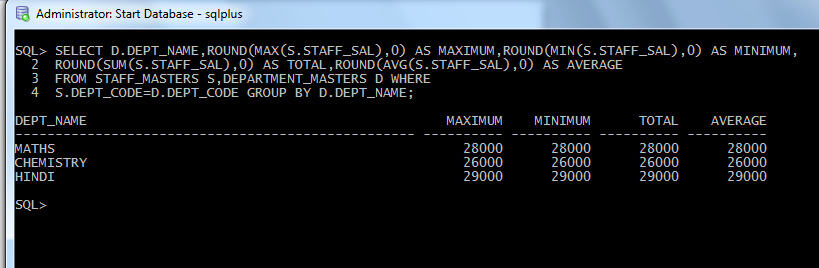 Administrator: Start Database - sqlplus
SQL> SELECT D.DEPT_NAME,ROUND(MAX(S.STAFF_SAL),0) AS MAXIMUM,ROUND(MIN(S.STAFF_SAL),0) AS MINIMUM,
2 ROUND(SUM(S.STAFF_SAL),0) AS TOTAL,ROUND(AVG(S.STAFF_SAL),0) AS AVERAGE
3 FROM STAFF_MASTERS S,DEPARTMENT_MASTERS D WHERE
4 S.DEPT_CODE=D.DEPT_CODE GROUP BY D.DEPT_NAME;
DEPT_NAME MAXIMUM MINIMUM TOTAL AVERAGE
-------------------------------------------------- ---------- ---------- ---------- ----------
MATHS 28000 28000 28000 28000
CHEMISTRY 26000 26000 26000 26000
HINDI 29000 29000 29000 29000
SQL>